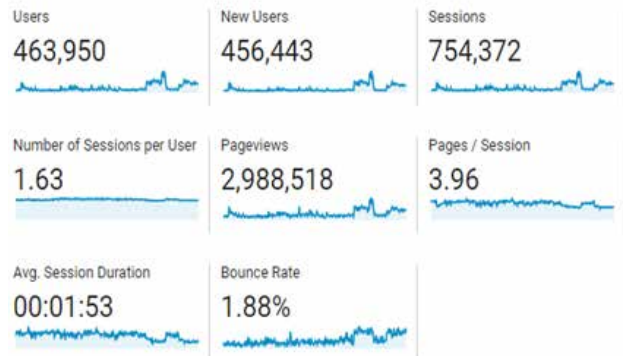 Users
463,950
New Users
456,443
Sessions
754,372
Number of Sessions per User
1.63
Pageviews
2,988,518
Pages / Session
3.96
Avg. Session Duration
00:01:53
Bounce Rate
1.88%